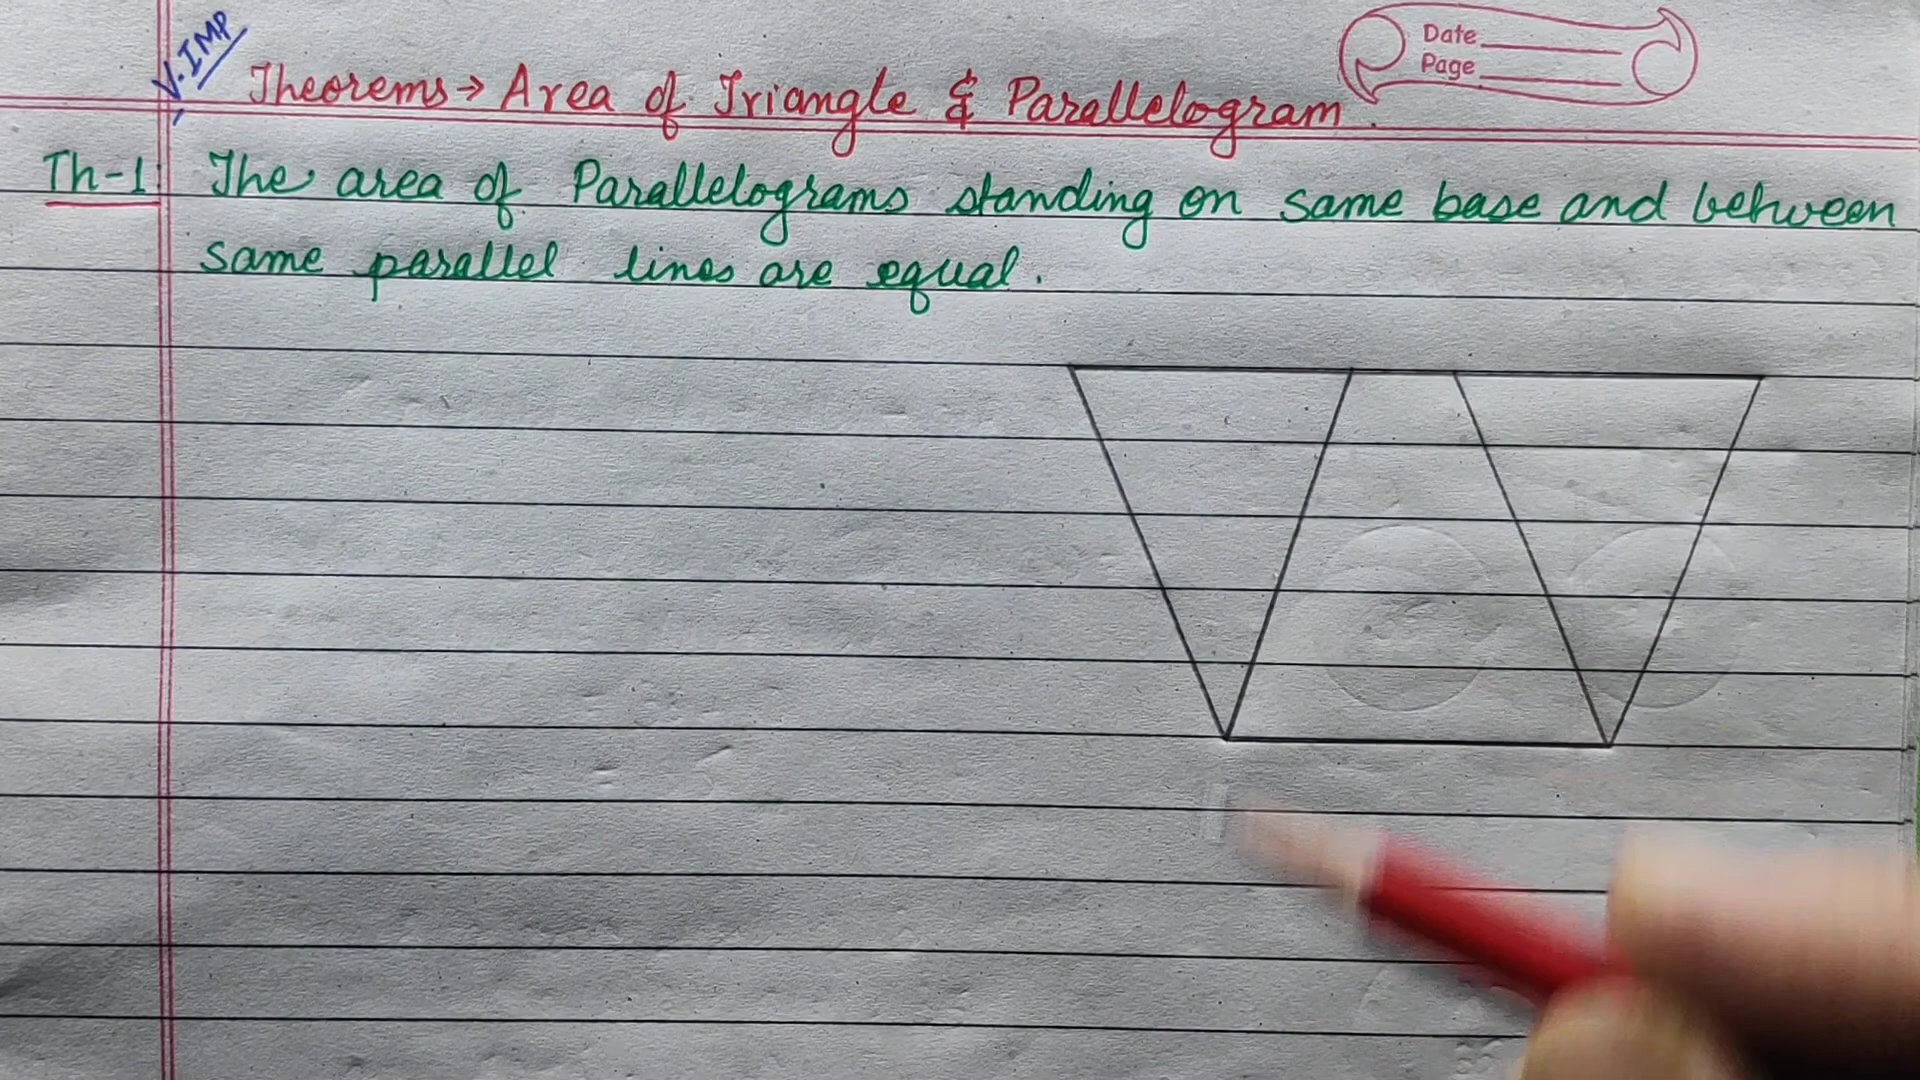 V.IMP
Date
Page
Theorems → Area of Triangle & Parallelogram.
Th-1 The area of Parallelograms standing on same base and between
same parallel lines are equal.